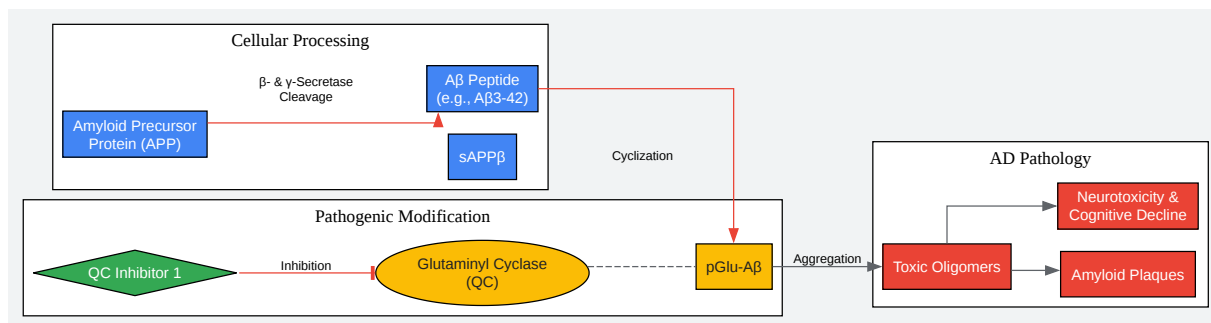 Cellular Processing
β- & γ-Secretase
Cleavage
Aβ Peptide
(e.g., Aβ3-42)
Amyloid Precursor
Protein (APP)
sAPPβ
Cyclization
Pathogenic Modification
QC Inhibitor 1
Inhibition
Glutaminyl Cyclase
(QC)
pGlu-Aβ
Aggregation
AD Pathology
Toxic Oligomers
Neurotoxicity &
Cognitive Decline
Amyloid Plaques